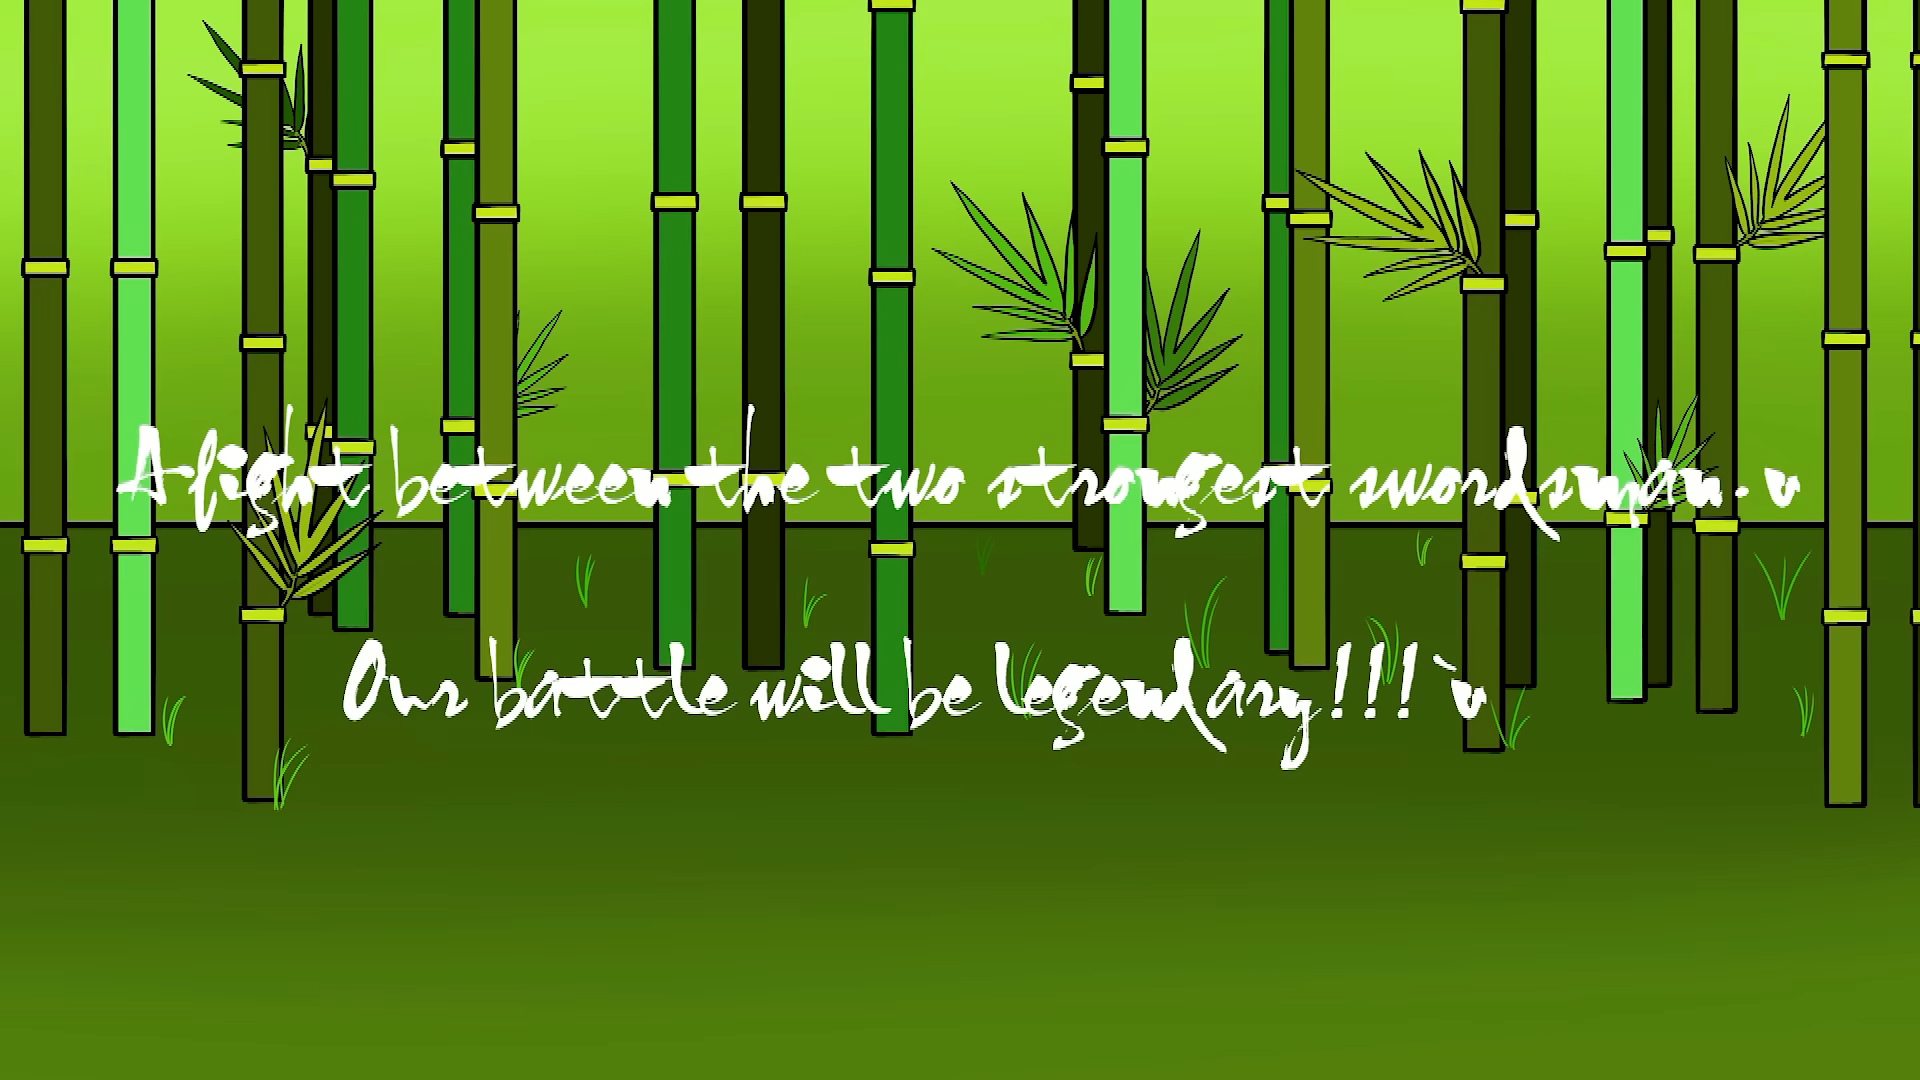 A fight between the two strongest swordsman. v
Our battle will be legendary!!! `v